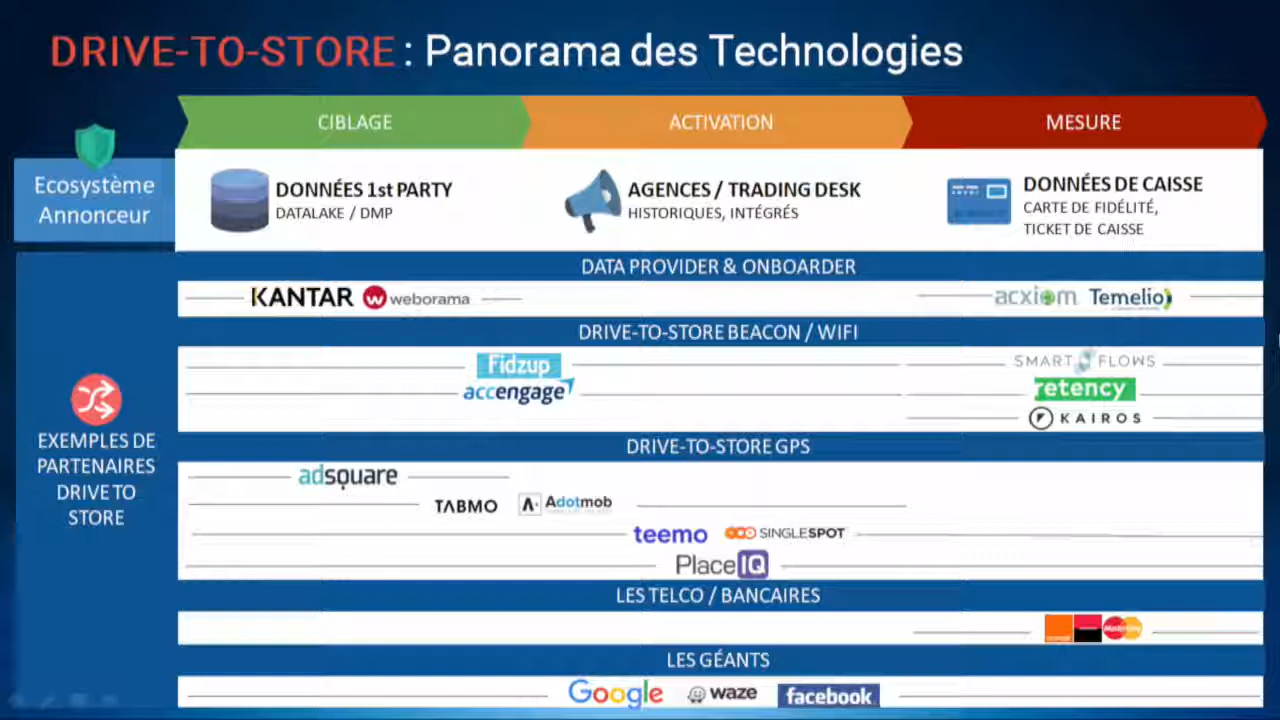 DRIVE-TO-STORE : Panorama des Technologies
CIBLAGE
ACTIVATION
MESURE
Ecosystème
Annonceur
DONNÉES 1st PARTY
DATALAKE / DMP
AGENCES / TRADING DESK
HISTORIQUES, INTÉGRÉS
DONNÉES DE CAISSE
CARTE DE FIDÉLITÉ,
TICKET DE CAISSE
EXEMPLES DE
PARTENAIRES
DRIVE TO
STORE
DATA PROVIDER & ONBOARDER
KANTAR weborama
acxiom Temelio
DRIVE-TO-STORE BEACON / WIFI
Fidzup
accengage
SMART FLOWS
retency
KAIROS
DRIVE-TO-STORE GPS
adsquare
TABMO Adotmob
teemo SINGLESPOT
PlaceIQ
LES TELCO / BANCAIRES
MasterCard
LES GÉANTS
Google waze facebook